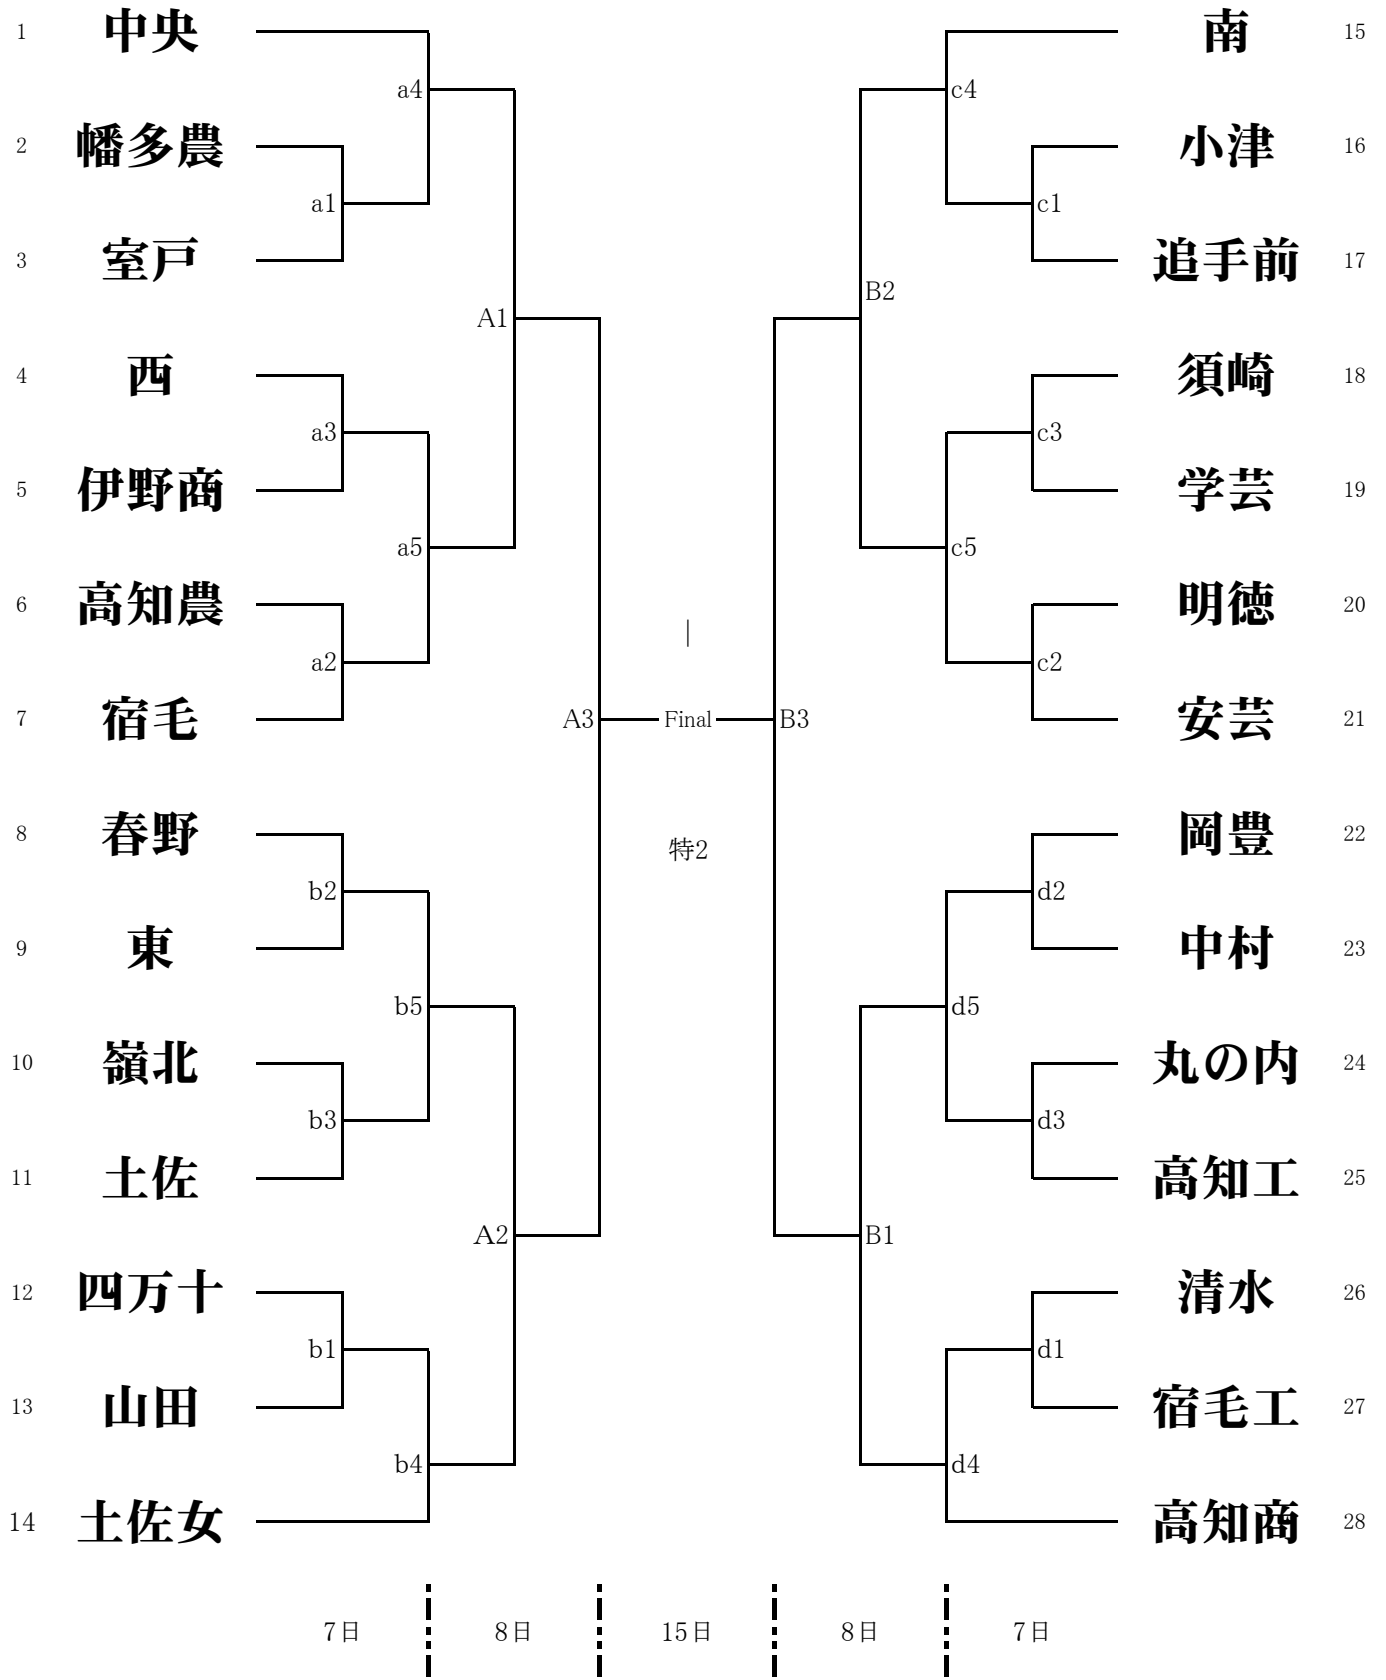 1 中央
a4
2 幡多農
a1
3 室戸
A1
4 西
a3
5 伊野商
a5
6 高知農
a2
7 宿毛
A3
8 春野
b2
9 東
b5
10 嶺北
b3
11 土佐
A2
12 四万十
b1
13 山田
b4
14 土佐女
|
Final
特2
南 15
c4
小津 16
c1
追手前 17
B2
須崎 18
c3
学芸 19
c5
明徳 20
c2
安芸 21
B3
岡豊 22
d2
中村 23
d5
丸の内 24
d3
高知工 25
B1
清水 26
d1
宿毛工 27
d4
高知商 28
7日 8日 15日 8日 7日